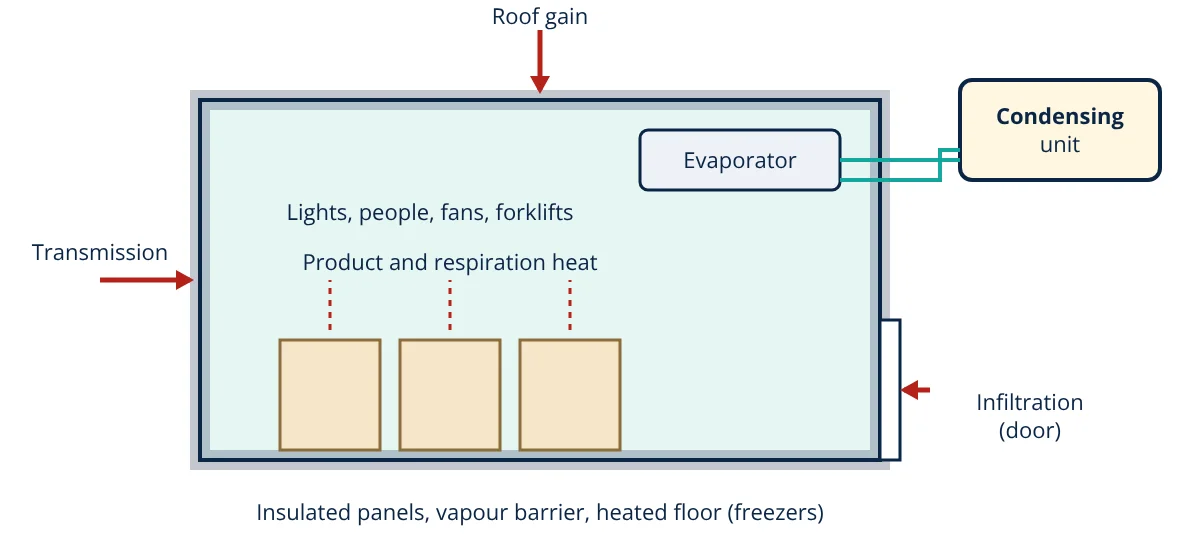 Roof gain
Condensing
unit
Evaporator
Lights, people, fans, forklifts
Transmission
Product and respiration heat
Infiltration
(door)
Insulated panels, vapour barrier, heated floor (freezers)